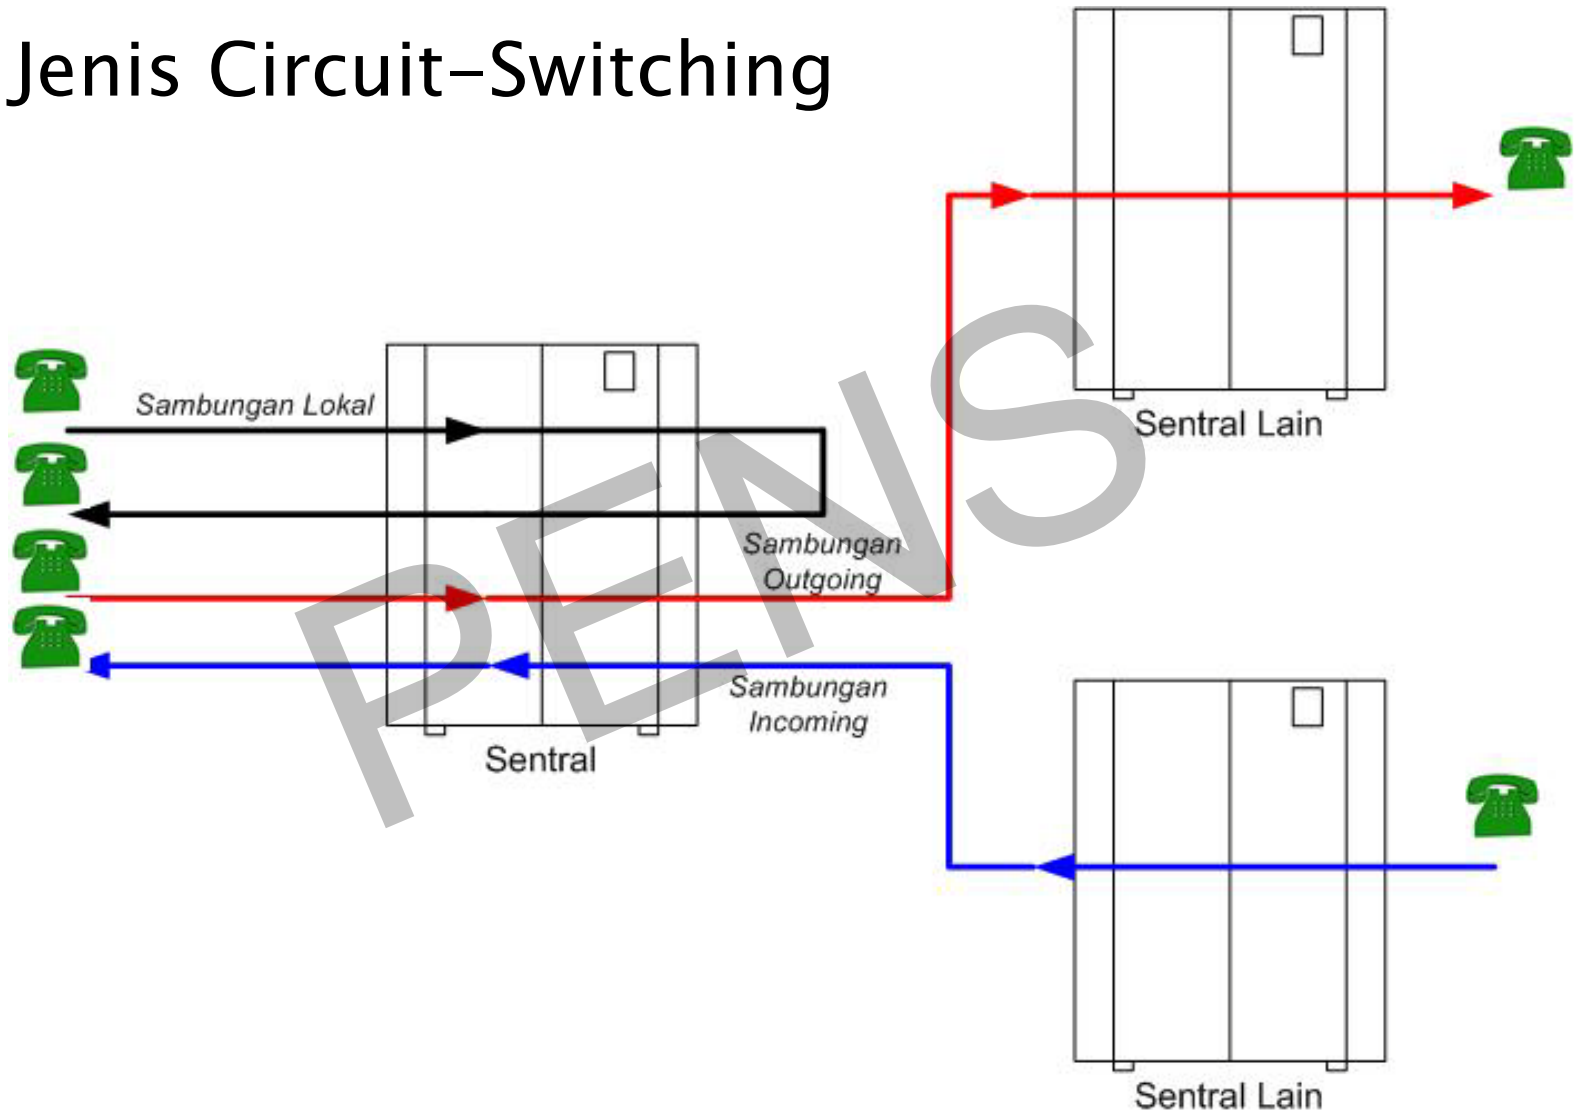 Jenis Circuit-Switching
Sentral Lain
Sambungan Lokal
Sambungan
Outgoing
Sambungan
Incoming
Sentral
Sentral Lain
PENS